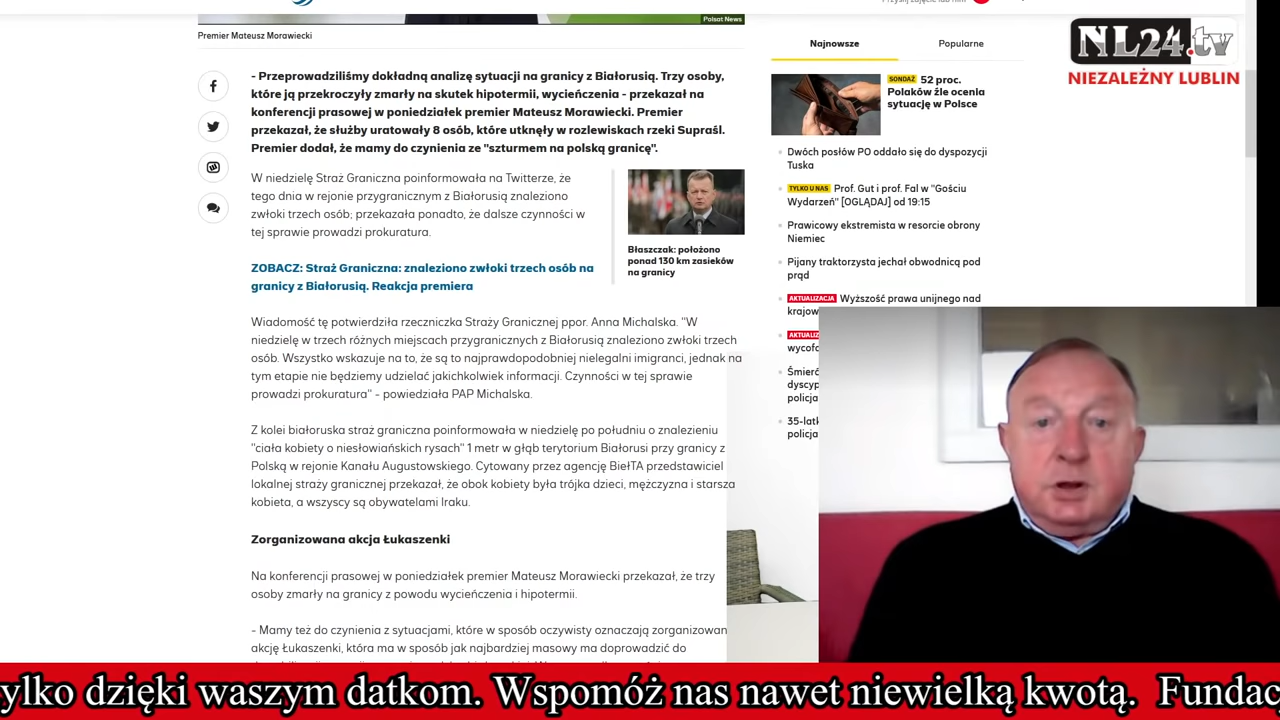 Polsat News
Premier Mateusz Morawiecki
- Przeprowadziliśmy dokładną analizę sytuacji na granicy z Białorusią. Trzy osoby,
które ją przekroczyły zmarły na skutek hipotermii, wycieńczenia - przekazał na
konferencji prasowej w poniedziałek premier Mateusz Morawiecki. Premier
przekazał, że służby uratowały 8 osób, które utknęły w rozlewiskach rzeki Supraśl.
Premier dodał, że mamy do czynienia ze "szturmem na polską granicę".
W niedzielę Straż Graniczna poinformowała na Twitterze, że
tego dnia w rejonie przygranicznym z Białorusią znaleziono
zwłoki trzech osób; przekazała ponadto, że dalsze czynności w
tej sprawie prowadzi prokuratura.
Błaszczak: położono
ponad 130 km zasieków
na granicy
ZOBACZ: Straż Graniczna: znaleziono zwłoki trzech osób na
granicy z Białorusią. Reakcja premiera
Wiadomość tę potwierdziła rzeczniczka Straży Granicznej ppor. Anna Michalska. "W
niedzielę w trzech różnych miejscach przygranicznych z Białorusią znaleziono zwłoki trzech
osób. Wszystko wskazuje na to, że są to najprawdopodobniej nielegalni imigranci, jednak na
tym etapie nie będziemy udzielać jakichkolwiek informacji. Czynności w tej sprawie
prowadzi prokuratura" - powiedziała PAP Michalska.
Z kolei białoruska straż graniczna poinformowała w niedzielę po południu o znalezieniu
"ciała kobiety o niesłowiańskich rysach" 1 metr w głąb terytorium Białorusi przy granicy z
Polską w rejonie Kanału Augustowskiego. Cytowany przez agencję BiełTA przedstawiciel
lokalnej straży granicznej przekazał, że obok kobiety była trójka dzieci, mężczyzna i starsza
kobieta, a wszyscy są obywatelami Iraku.
Zorganizowana akcja Łukaszenki
Na konferencji prasowej w poniedziałek premier Mateusz Morawiecki przekazał, że trzy
osoby zmarły na granicy z powodu wycieńczenia i hipotermii.
- Mamy też do czynienia z sytuacjami, które w sposób oczywisty oznaczają zorganizowan
akcję Łukaszenki, która ma w sposób jak najbardziej masowy ma doprowadzić do
Najnowsze
Popularne
SONDAŻ 52 proc.
Polaków źle ocenia
sytuację w Polsce
Dwóch posłów PO oddało się do dyspozycji
Tuska
TYLKO U NAS Prof. Gut i prof. Fal w "Gościu
Wydarzeń" [OGLĄDAJ] od 19:15
Prawicowy ekstremista w resorcie obrony
Niemiec
Pijany traktorzysta jechał obwodnicą pod
prąd
AKTUALIZACJA Wyższość prawa unijnego nad
krajow
AKTUALIZ
wycofa
Śmierć
dyscyp
policja
35-latk
policja
NL24.tv
NIEZALEŻNY LUBLIN
ylko dzięki waszym datkom. Wspomóż nas nawet niewielką kwotą. Fundac